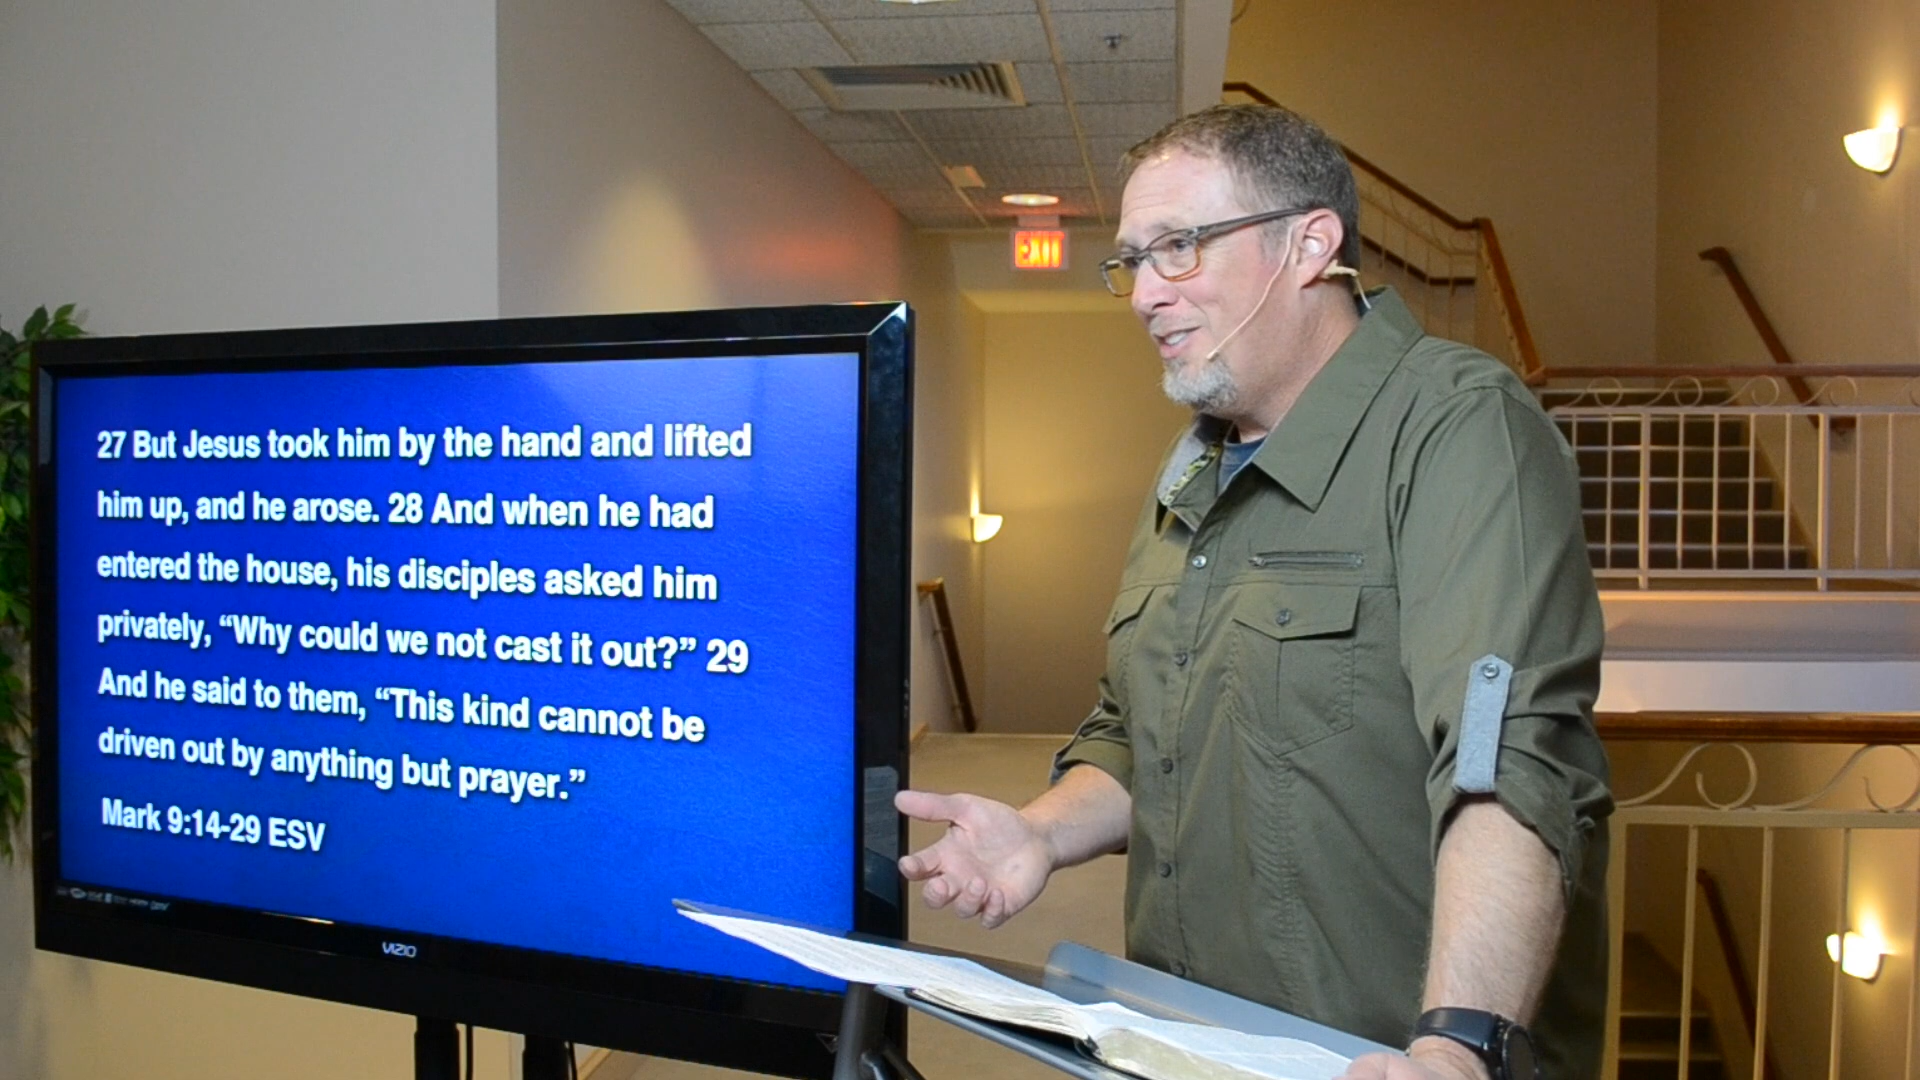 EXIT
27 But Jesus took him by the hand and lifted
him up, and he arose. 28 And when he had
entered the house, his disciples asked him
privately, “Why could we not cast it out?” 29
And he said to them, “This kind cannot be
driven out by anything but prayer.”
Mark 9:14-29 ESV
VIZIO